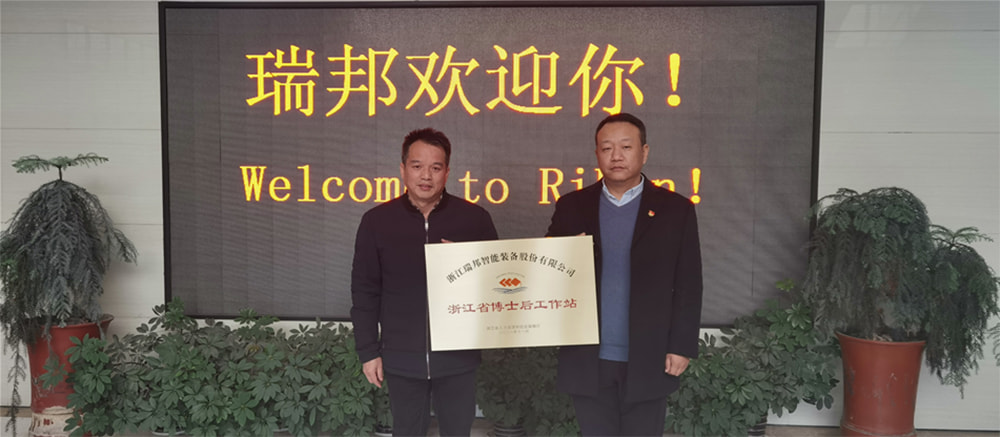 瑞邦欢迎你！
Welcome to Ri n!
浙江瑞邦智能装备股份有限公司
浙江省博士后工作站